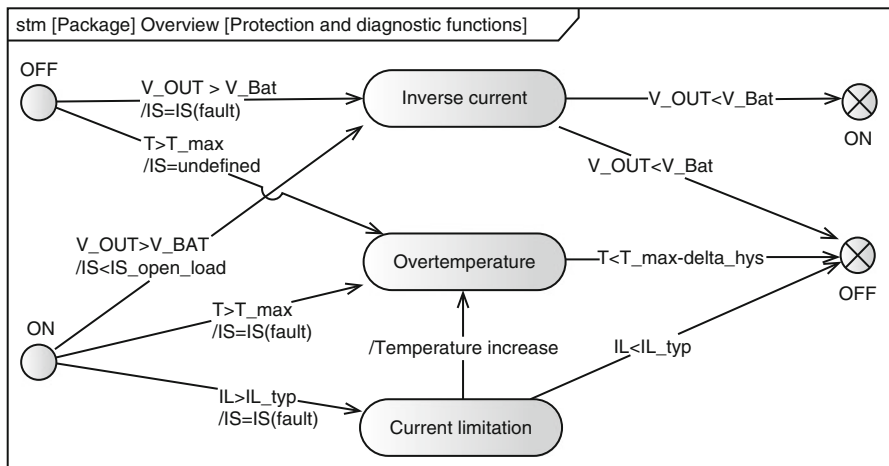 stm [Package] Overview [Protection and diagnostic functions]
OFF
V_OUT > V_Bat
/IS=IS(fault)
Inverse current
V_OUT<V_Bat
ON
T>T_max
/IS=undefined
V_OUT<V_Bat
V_OUT>V_BAT
/IS<IS_open_load
Overtemperature
T<T_max-delta_hys
OFF
T>T_max
/IS=IS(fault)
ON
/Temperature increase
IL<IL_typ
IL>IL_typ
/IS=IS(fault)
Current limitation